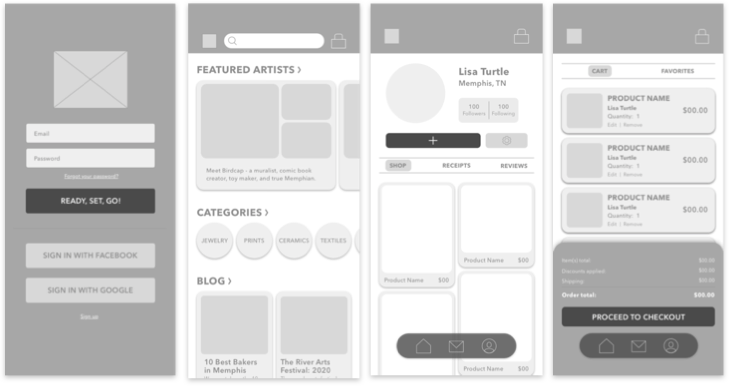 Email
Password
Forgot your password?
READY, SET, GO!
SIGN IN WITH FACEBOOK
SIGN IN WITH GOOGLE
Sign up
FEATURED ARTISTS >
Meet Birdcap - a muralist, comic book
creator, toy maker, and true Memphian.
CATEGORIES >
JEWELRY
PRINTS
CERAMICS
TEXTILES
BLOG >
10 Best Bakers
in Memphis
The River Arts
Festival: 2020
Lisa Turtle
Memphis, TN
100
Followers
100
Following
+
SHOP
RECEIPTS
REVIEWS
Product Name $00
Product Name $00
CART
FAVORITES
PRODUCT NAME
Lisa Turtle
Quantity: 1
Edit | Remove
$00.00
PRODUCT NAME
Lisa Turtle
Quantity: 1
Edit | Remove
$00.00
PRODUCT NAME
Lisa Turtle
Quantity: 1
Edit | Remove
$00.00
Item(s) total: $00.00
Discounts applied $00.00
Shipping $00.00
Order total: $00.00
PROCEED TO CHECKOUT